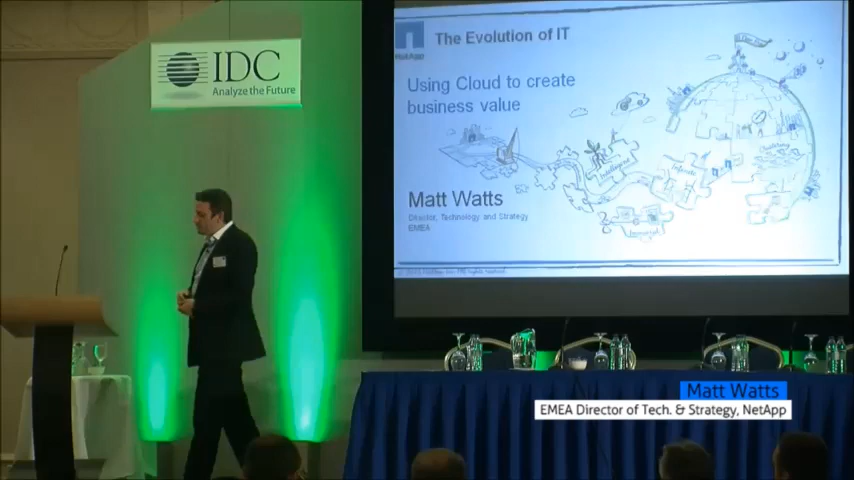 IDC
Analyze the Future
NetApp
The Evolution of IT
Using Cloud to create
business value
Matt Watts
Director, Technology and Strategy
EMEA
Intelligent
Matt Watts
EMEA Director of Tech. & Strategy, NetApp